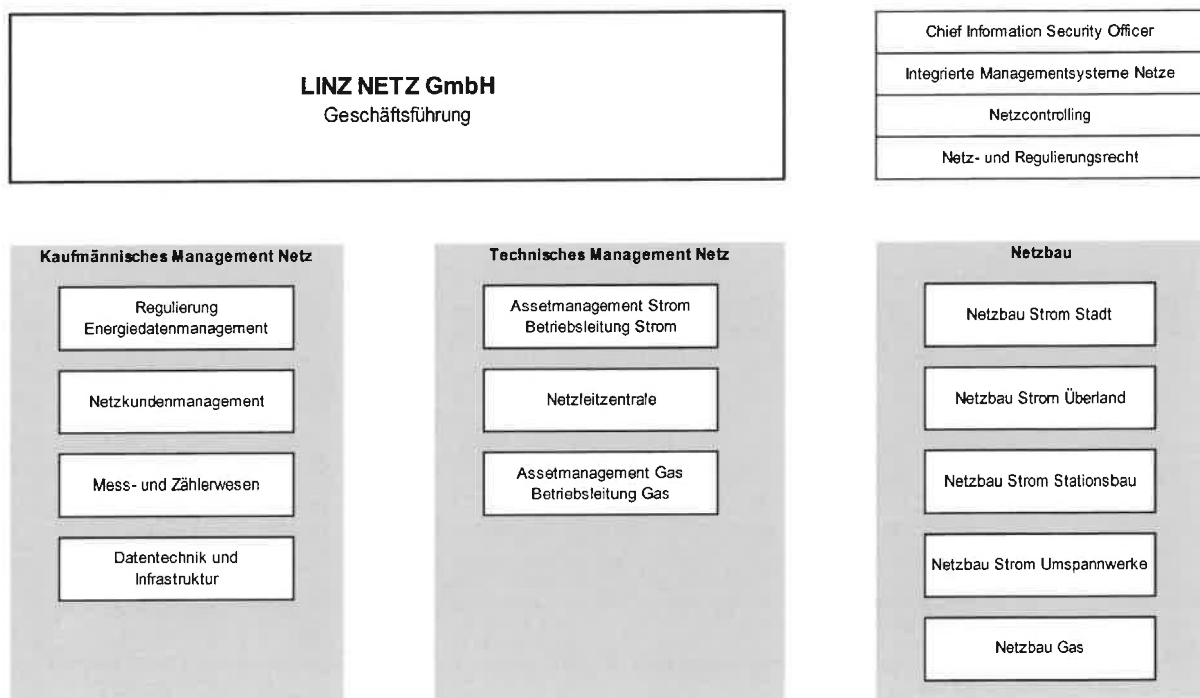 LINZ NETZ GmbH
Geschäftsführung
Chief Information Security Officer
Integrierte Managementsysteme Netze
Netzcontrolling
Netz- und Regulierungsrecht
Kaufmännisches Management Netz
Regulierung
Energiedatenmanagement
Netzkundenmanagement
Mess- und Zählerwesen
Datentechnik und
Infrastruktur
Technisches Management Netz
Assetmanagement Strom
Betriebsleitung Strom
Netzleitzentrale
Assetmanagement Gas
Betriebsleitung Gas
Netzbau
Netzbau Strom Stadt
Netzbau Strom Überland
Netzbau Strom Stationsbau
Netzbau Strom Umspannwerke
Netzbau Gas